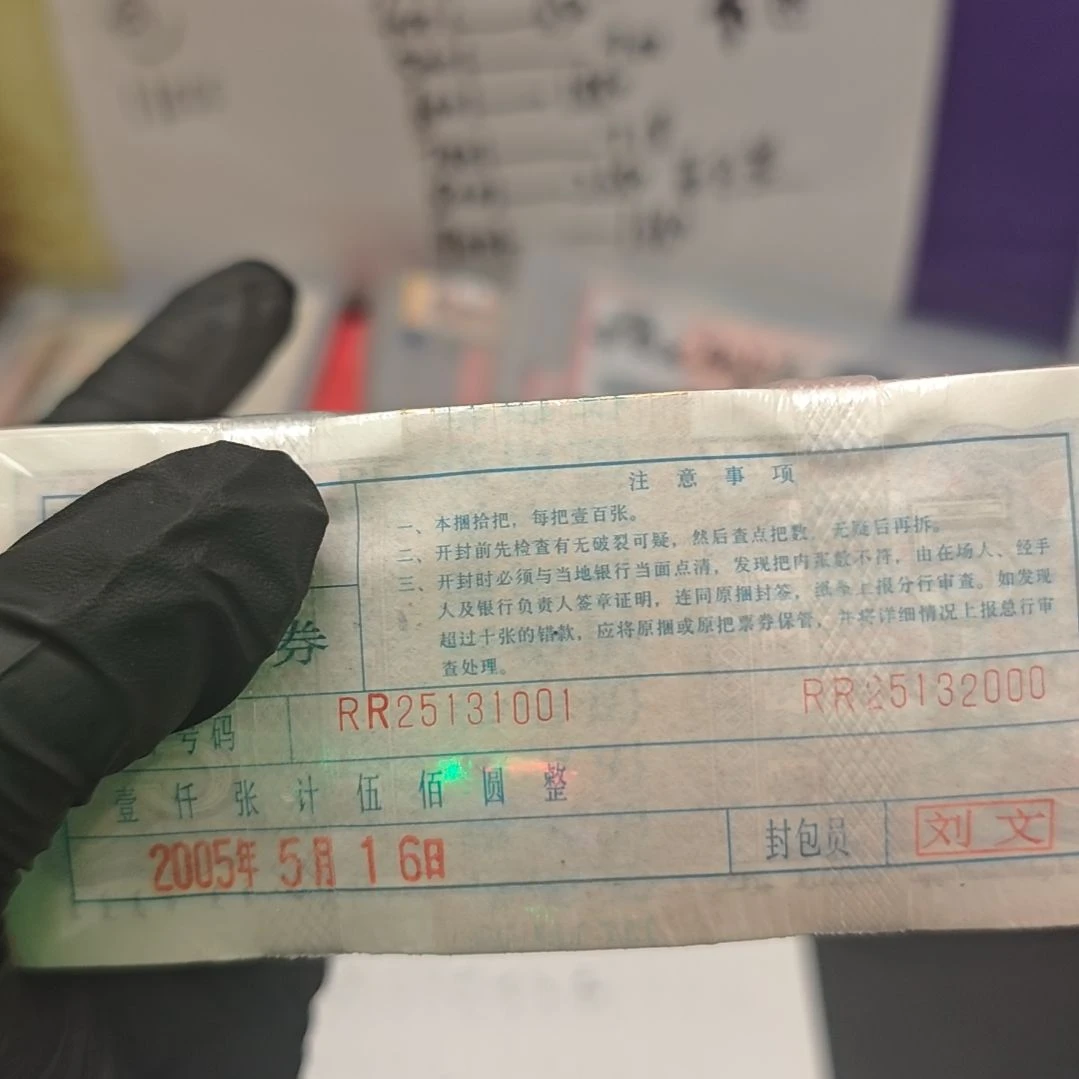 注意事项
一、本捆拾把，每把壹百张。
二、开封前先检查有无破裂可疑，然后查点把数，无疑后再拆。
三、开封时必须与当地银行当面点清，发现把内张数不符，由在场人、经手
人及银行负责人签章证明，连同原捆封签，纸条上报分行审查。如发现
超过十张的错款，应将原捆或原把票券保管，并将详细情况上报总行审
查处理。
券
号码 RR25131001 RR25132000
壹仟张计伍佰圆整
2005年5月16日 封包员 刘文